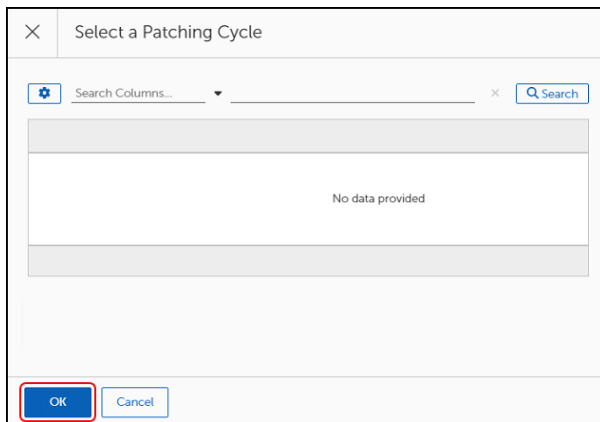 Select a Patching Cycle
Search Columns... Search
No data provided
OK Cancel